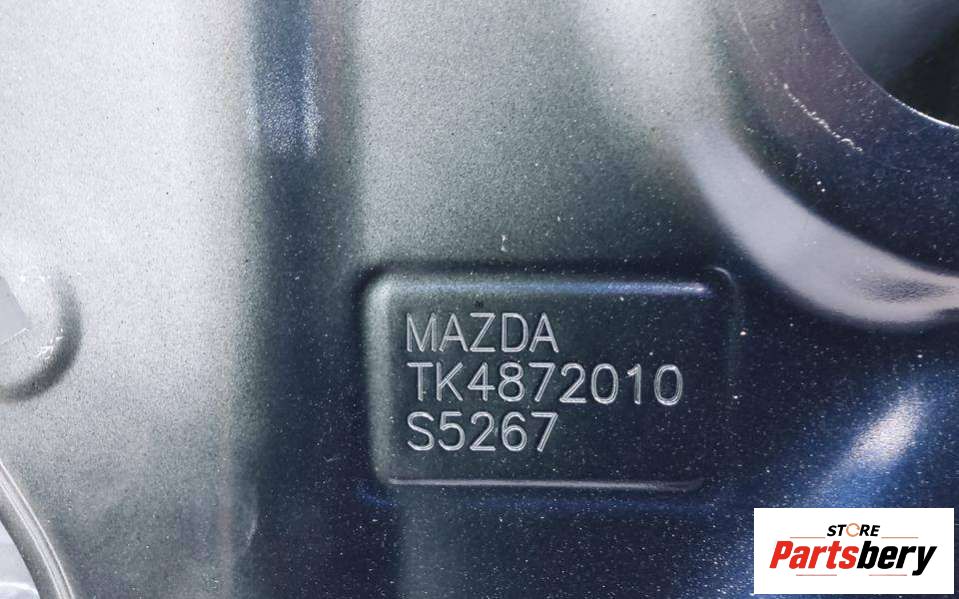 MAZDA
TK4872010
S5267
STORE
Partsbery